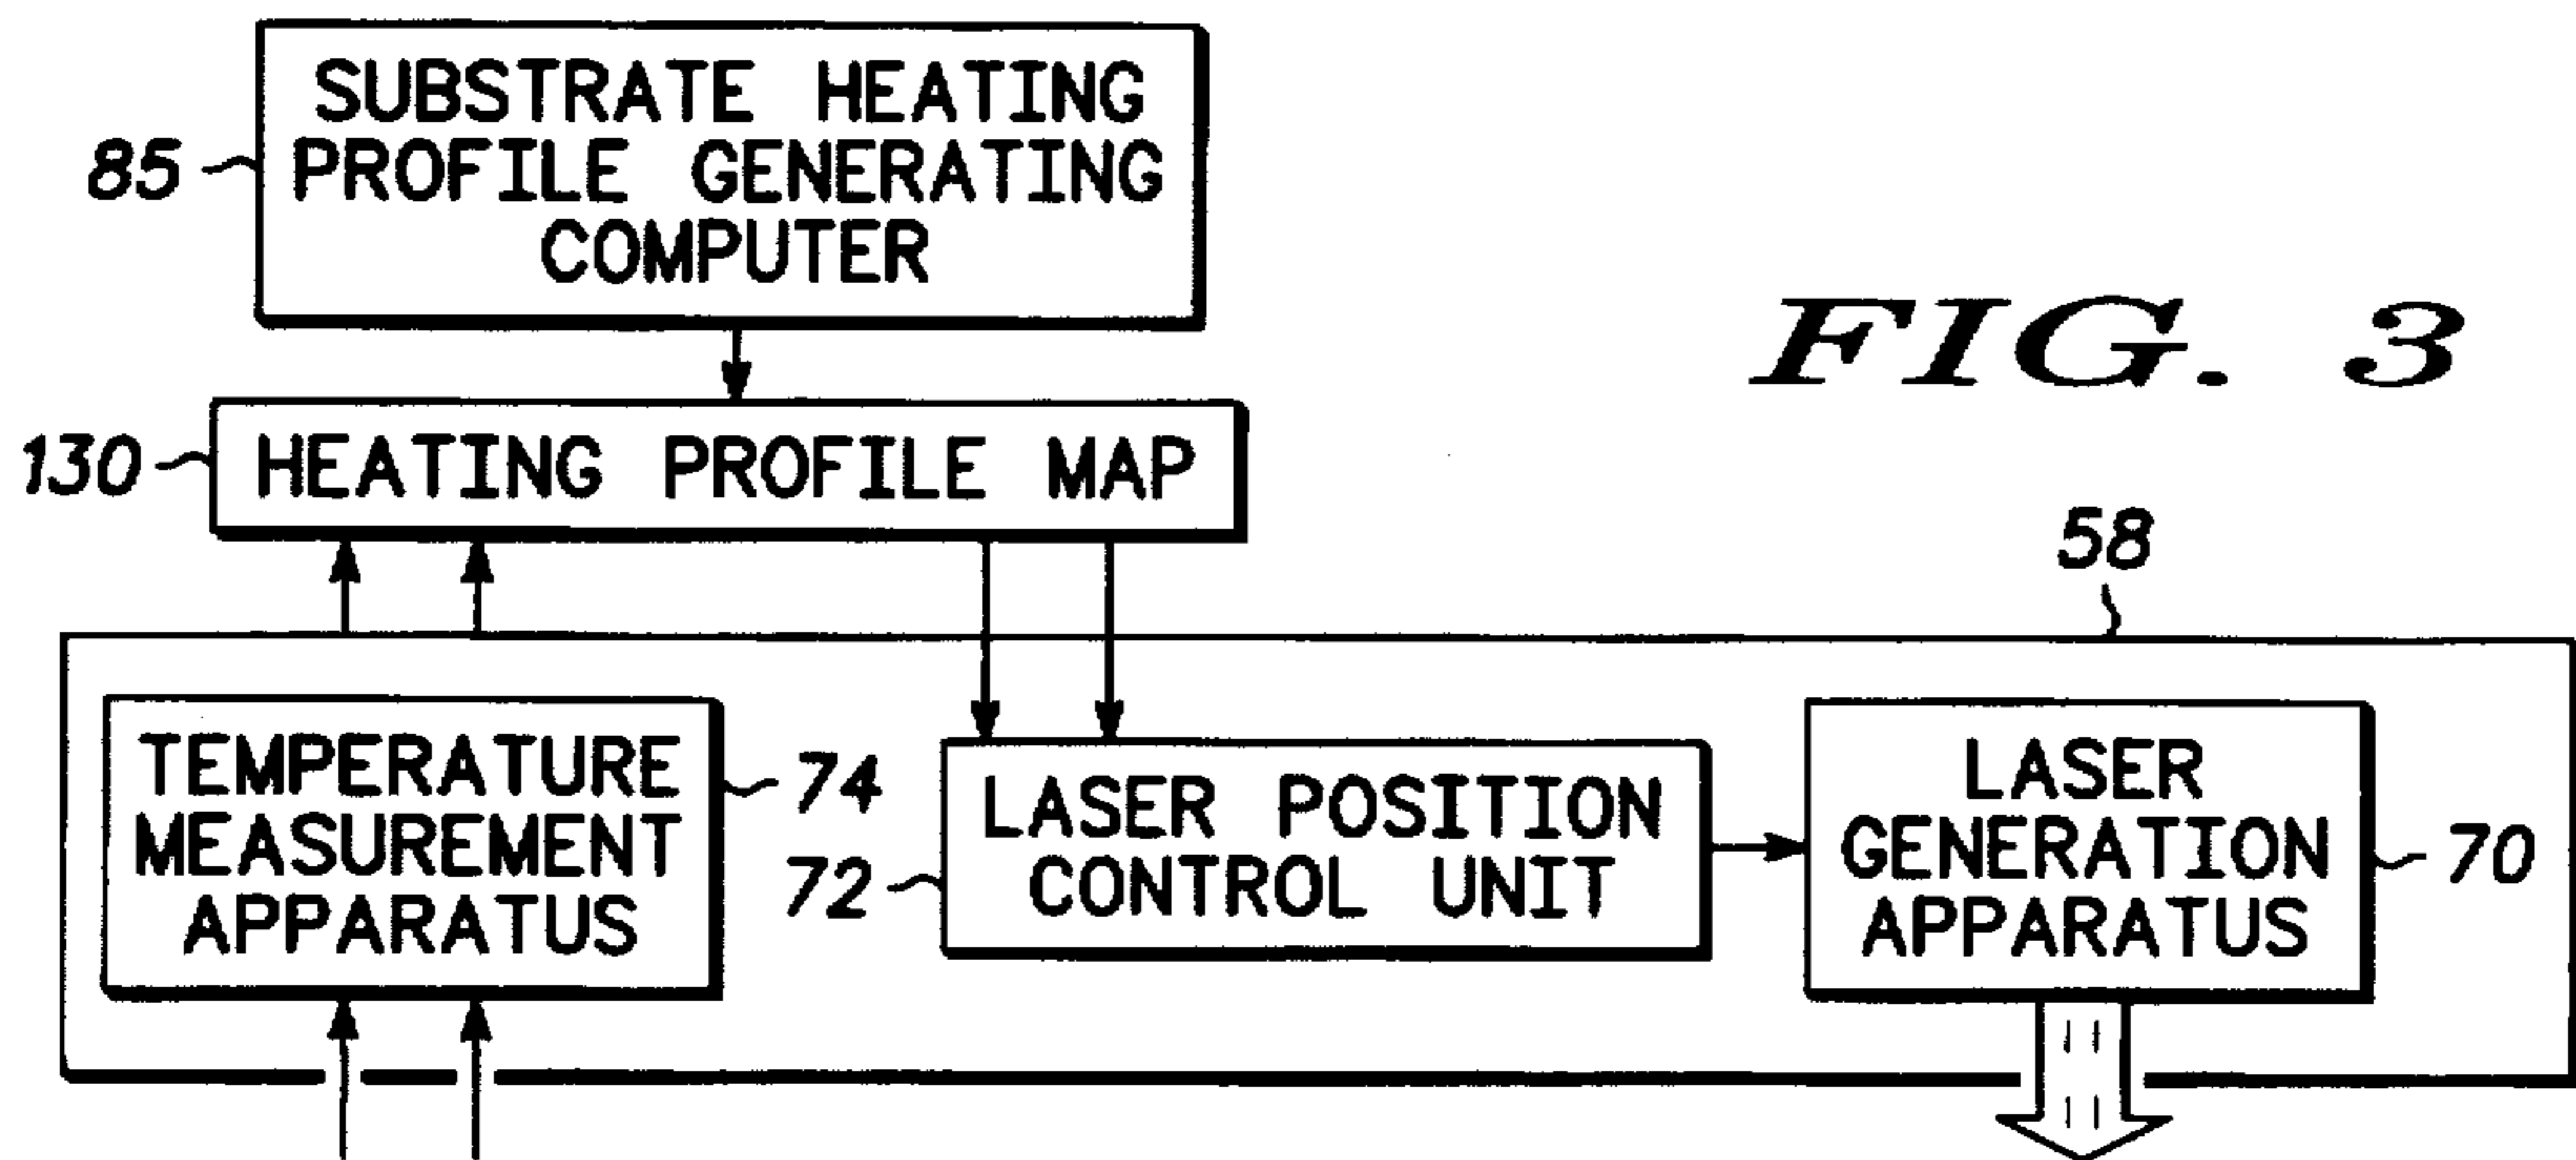 SUBSTRATE HEATING
PROFILE GENERATING
COMPUTER
85
FIG. 3
130
HEATING PROFILE MAP
58
TEMPERATURE
MEASUREMENT
APPARATUS
74
72
LASER POSITION
CONTROL UNIT
LASER
GENERATION
APPARATUS
70